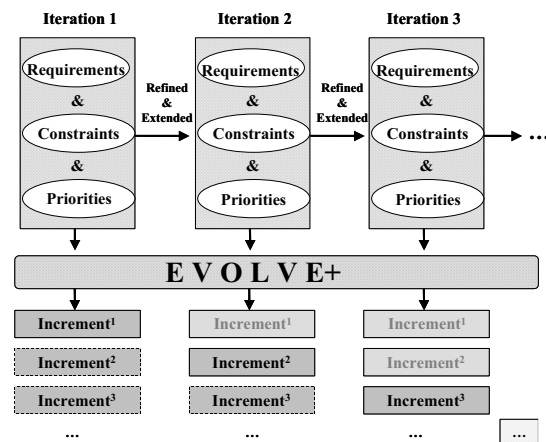 Iteration 1 Iteration 2 Iteration 3
Requirements Requirements Requirements
Refined Refined
& & & & &
Extended Extended
Constraints Constraints Constraints ...
& & &
Priorities Priorities Priorities
E V O L V E+
Increment¹ Increment¹ Increment¹
Increment² Increment² Increment²
Increment³ Increment³ Increment³
... ... ... ...